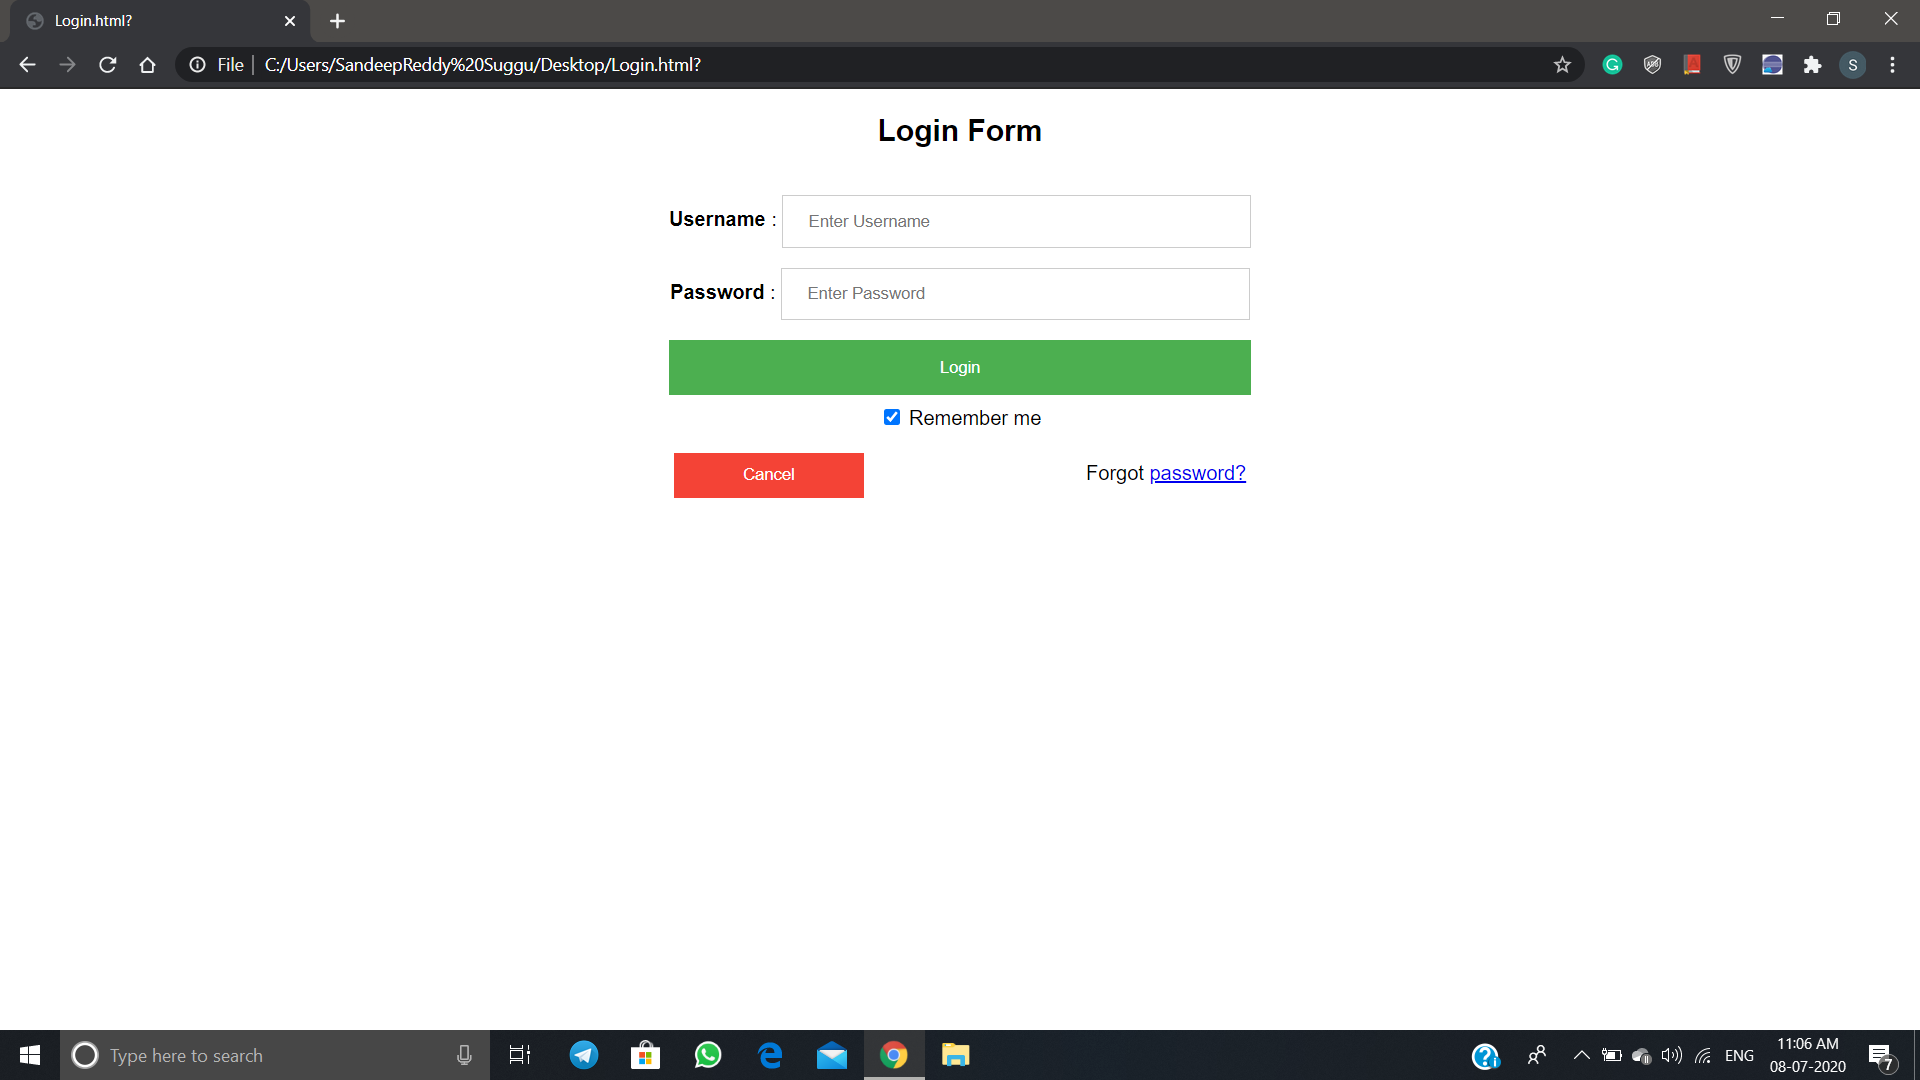 Login.html?
File
C:/Users/SandeepReddy%20Suggu/Desktop/Login.html?
S
Login Form
Username :
Enter Username
Password :
Enter Password
Login
Remember me
Cancel
Forgot password?
Type here to search
ENG
11:06 AM
08-07-2020
7